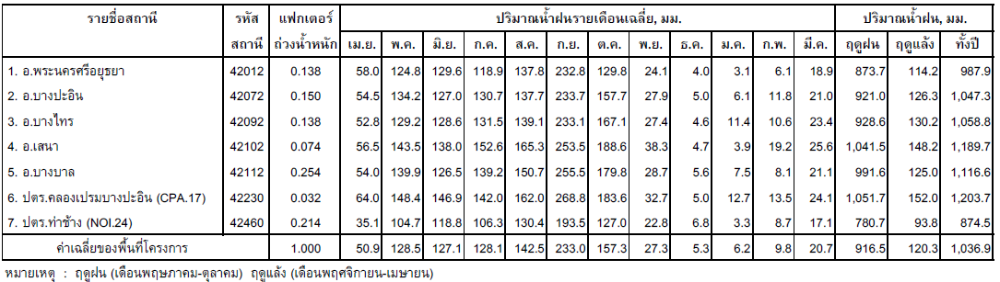 รายชื่อสถานี รหัส แฟกเตอร์ ปริมาณน้ำฝนรายเดือนเฉลี่ย, มม. ปริมาณน้ำฝน, มม.
สถานี ถ่วงน้ำหนัก เม.ย. พ.ค. มิ.ย. ก.ค. ส.ค. ก.ย. ต.ค. พ.ย. ธ.ค. ม.ค. ก.พ. มี.ค. ฤดูฝน ฤดูแล้ง ทั้งปี
1. อ.พระนครศรีอยุธยา 42012 0.138 58.0 124.8 129.6 118.9 137.8 232.8 129.8 24.1 4.0 3.1 6.1 18.9 873.7 114.2 987.9
2. อ.บางปะอิน 42072 0.150 54.5 134.2 127.0 130.7 137.7 233.7 157.7 27.9 5.0 6.1 11.8 21.0 921.0 126.3 1,047.3
3. อ.บางไทร 42092 0.138 52.8 129.2 128.6 131.5 139.1 233.1 167.1 27.4 4.6 11.4 10.6 23.4 928.6 130.2 1,058.8
4. อ.เสนา 42102 0.074 56.5 143.5 138.0 152.6 165.3 253.5 188.6 38.3 4.7 3.9 19.2 25.6 1,041.5 148.2 1,189.7
5. อ.บางบาล 42112 0.254 54.0 139.9 126.5 139.2 150.7 255.5 179.8 28.7 5.6 7.5 8.1 21.1 991.6 125.0 1,116.6
6. ปตร.คลองเปรมบางปะอิน (CPA.17) 42230 0.032 64.0 148.4 146.9 142.0 162.0 268.8 183.6 32.7 5.0 12.7 13.5 24.1 1,051.7 152.0 1,203.7
7. ปตร.ท่าช้าง (NOI.24) 42460 0.214 35.1 104.7 118.8 106.3 130.4 193.5 127.0 22.8 6.8 3.3 8.7 17.1 780.7 93.8 874.5
ค่าเฉลี่ยของพื้นที่โครงการ 1.000 50.9 128.5 127.1 128.1 142.5 233.0 157.3 27.3 5.3 6.2 9.8 20.7 916.5 120.3 1,036.9
หมายเหตุ : ฤดูฝน (เดือนพฤษภาคม-ตุลาคม) ฤดูแล้ง (เดือนพฤศจิกายน-เมษายน)